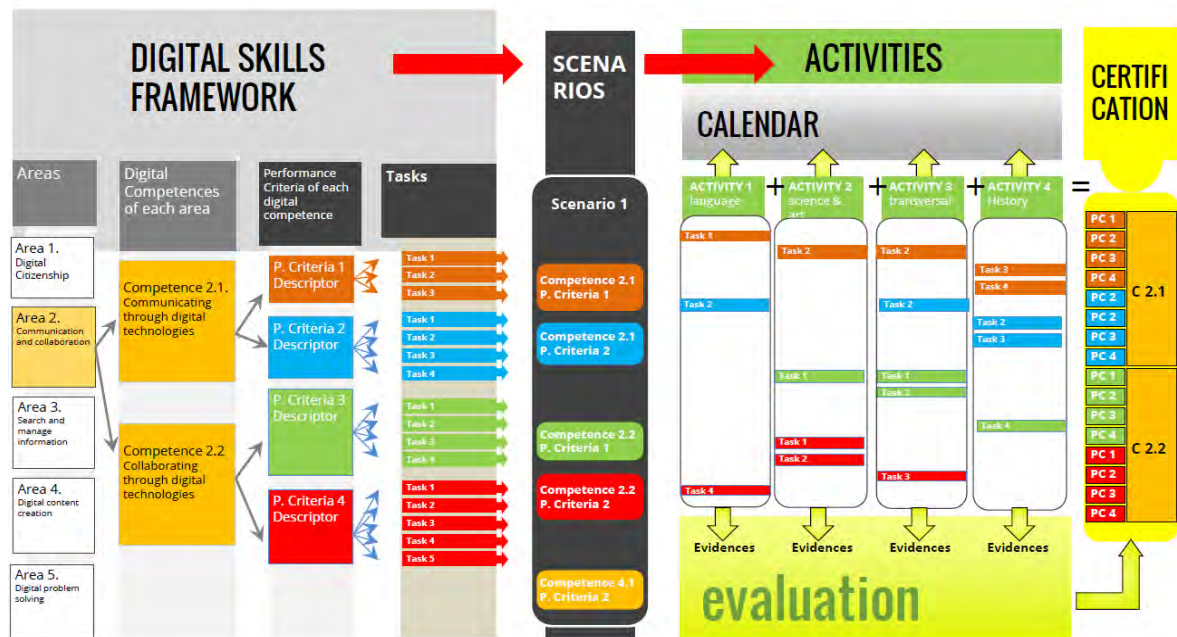 DIGITAL SKILLS
FRAMEWORK
SCENA
RIOS
ACTIVITIES
CERTIFI
CATION
CALENDAR
Areas
Digital
Competences
of each area
Performance
Criteria of each
digital
competence
Tasks
Area 1.
Digital
Citizenship
Area 2.
Communication
and collaboration
Area 3.
Search and
manage
information
Area 4.
Digital content
creation
Area 5.
Digital problem
solving
Competence 2.1.
Communicating
through digital
technologies
Competence 2.2
Collaborating
through digital
technologies
P. Criteria 1
Descriptor
P. Criteria 2
Descriptor
P. Criteria 3
Descriptor
P. Criteria 4
Descriptor
Task 1
Task 2
Task 3
Task 1
Task 2
Task 3
Task 4
Task 1
Task 2
Task 3
Task 4
Task 1
Task 2
Task 3
Task 4
Task 5
Scenario 1
Competence 2.1
P. Criteria 1
Competence 2.1
P. Criteria 2
Competence 2.2
P. Criteria 1
Competence 2.2
P. Criteria 2
Competence 4.1
P. Criteria 2
ACTIVITY 1
language
+
ACTIVITY 2
science &
art
+
ACTIVITY 3
transversal
+
ACTIVITY 4
History
=
Task 1
Task 2
Task 4
Task 2
Task 1
Task 1
Task 2
Task 2
Task 2
Task 1
Task 2
Task 3
Task 3
Task 4
Task 2
Task 3
Task 4
Evidences
Evidences
Evidences
Evidences
evaluation
PC 1
PC 2
PC 3
PC 4
PC 2
PC 2
PC 3
PC 4
C 2.1
PC 1
PC 2
PC 3
PC 4
PC 1
PC 2
PC 3
PC 4
C 2.2